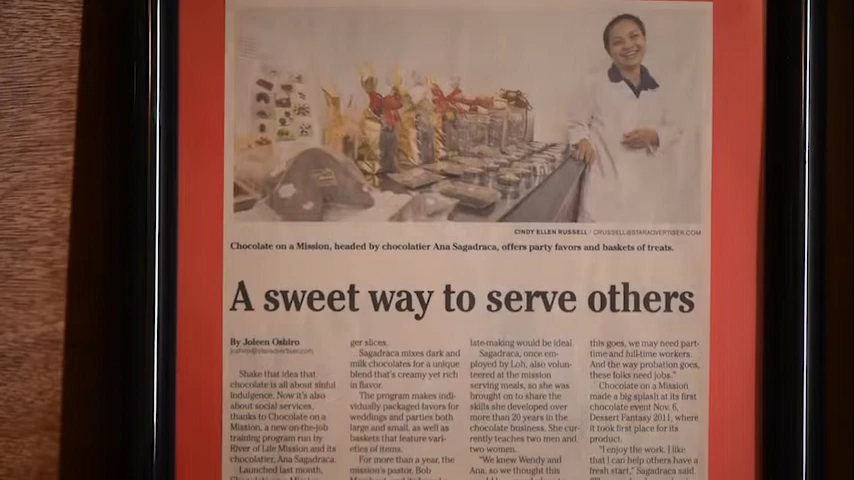 CINDY ELLEN RUSSELL / CRUSSELL@STARADVERTISER.COM
Chocolate on a Mission, headed by chocolatier Ana Sagadraca, offers party favors and baskets of treats.
A sweet way to serve others
By Joleen Oshiro
joshiro@staradvertiser.com
Shake that idea that
chocolate is all about sinful
indulgence. Now it's also
about social services,
thanks to Chocolate on a
Mission, a new on-the-job
training program run by
River of Life Mission and its
chocolatier, Ana Sagadraca.
Launched last month,
ger slices.
Sagadraca mixes dark and
milk chocolates for a unique
blend that's creamy yet rich
in flavor.
The program makes in-
dividually packaged favors for
weddings and parties both
large and small, as well as
baskets that feature vari-
eties of items.
For more than a year, the
mission's pastor, Bob
late-making would be ideal.
Sagadraca, once em-
ployed by Loh, also volun-
teered at the mission
serving meals, so she was
brought on to share the
skills she developed over
more than 20 years in the
chocolate business. She cur-
rently teaches two men and
two women.
"We knew Wendy and
Ana, so we thought this
this goes, we may need part-
time and full-time workers.
And the way probation goes,
these folks need jobs."
Chocolate on a Mission
made a big splash at its first
chocolate event Nov. 6,
Dessert Fantasy 2011, where
it took first place for its
product.
"I enjoy the work. I like
that I can help others have a
fresh start," Sagadraca said.